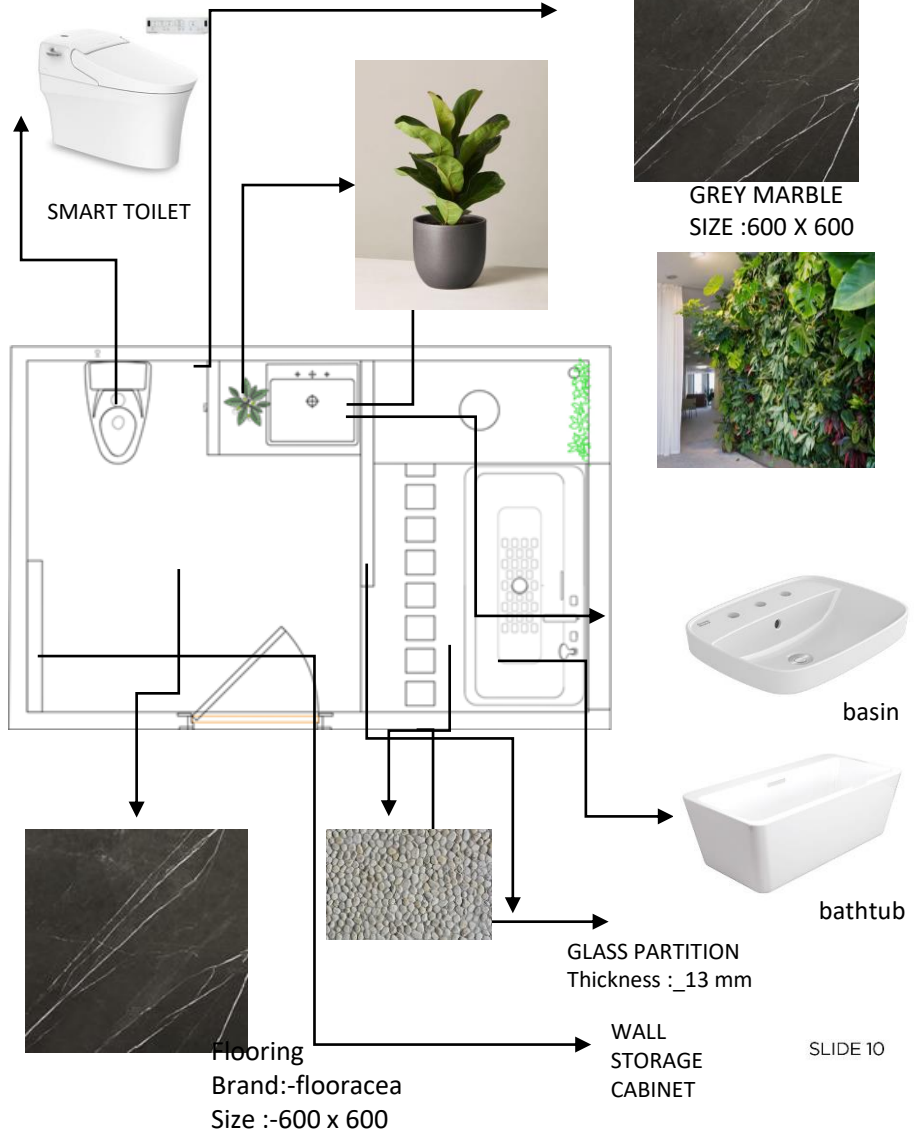 SMART TOILET
GREY MARBLE
SIZE :600 X 600
basin
bathtub
GLASS PARTITION
Thickness :_13 mm
WALL
STORAGE
CABINET
SLIDE 10
Flooring
Brand:-flooracea
Size :-600 x 600